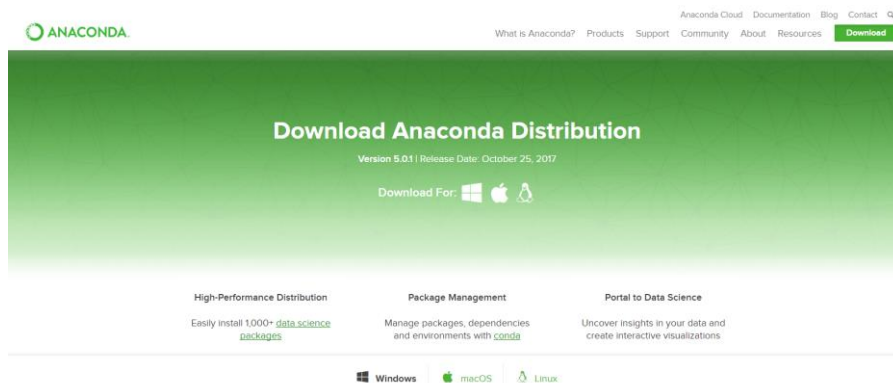 Anaconda Cloud Documentation Blog Contact
ANACONDA.
What is Anaconda? Products Support Community About Resources Download
Download Anaconda Distribution
Version 5.0.1 | Release Date: October 25, 2017
Download For:
High-Performance Distribution
Easily install 1,000+ data science
packages
Package Management
Manage packages, dependencies
and environments with conda
Portal to Data Science
Uncover insights in your data and
create interactive visualizations
Windows macOS Linux